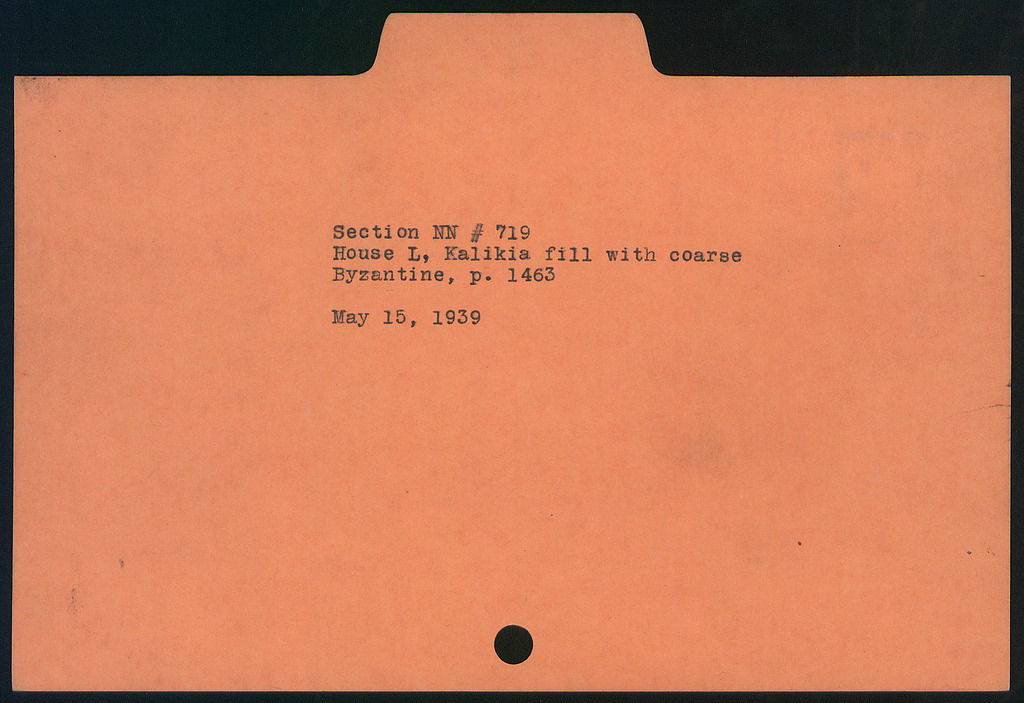 Section NN # 719
House L, Kalikia fill with coarse
Byzantine, p. 1463
May 15, 1939